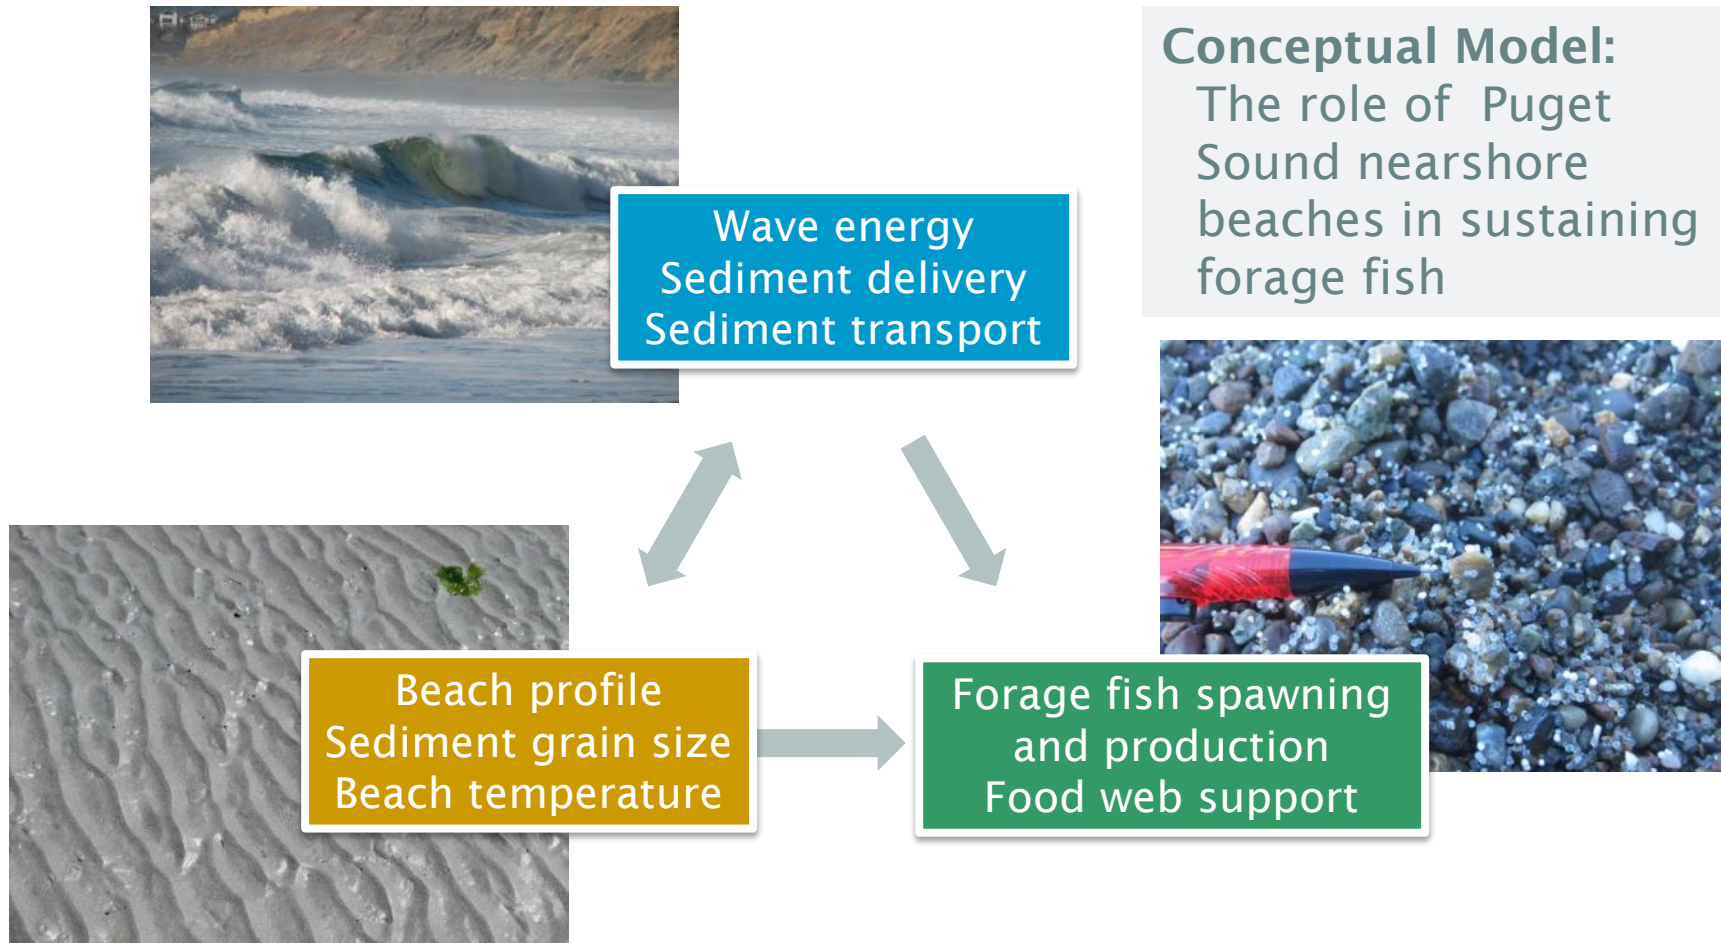 Conceptual Model:
The role of Puget
Sound nearshore
beaches in sustaining
forage fish
Wave energy
Sediment delivery
Sediment transport
Beach profile
Sediment grain size
Beach temperature
Forage fish spawning
and production
Food web support